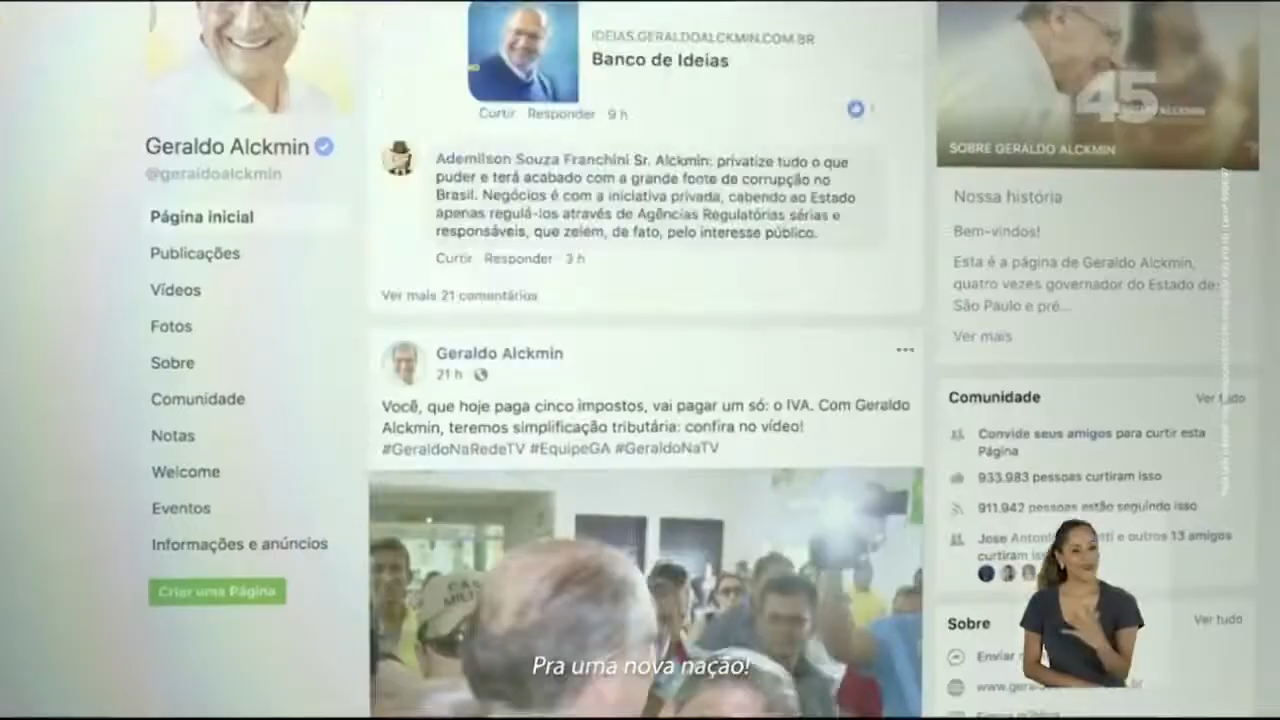 Geraldo Alckmin
@geraldoalckmin
Página inicial
Publicações
Vídeos
Fotos
Sobre
Comunidade
Notas
Welcome
Eventos
Informações e anúncios
Criar uma Página
IDEIAS.GERALDOALCKMIN.COM.BR
Banco de Ideias
Curtir Responder 9 h
Ademilson Souza Franchini Sr. Alckmin: privatize tudo o que
puder e terá acabado com a grande fonte de corrupção no
Brasil. Negócios é com a iniciativa privada, cabendo ao Estado
apenas regulá-los através de Agências Regulatórias sérias e
responsáveis, que zelem, de fato, pelo interesse público.
Curtir Responder 3 h
Ver mais 21 comentários
Geraldo Alckmin
21 h
Você, que hoje paga cinco impostos, vai pagar um só: o IVA. Com Geraldo
Alckmin, teremos simplificação tributária: confira no vídeo!
#GeraldoNaRedeTV #EquipeGA #GeraldoNaTV
Pra uma nova nação!
45
SOBRE GERALDO ALCKMIN
Nossa história
Bem-vindos!
Esta é a página de Geraldo Alckmin,
quatro vezes governador do Estado de
São Paulo e pré...
Ver mais
Comunidade
Ver tudo
Convide seus amigos para curtir esta
Página
933.983 pessoas curtiram isso
911.942 pessoas estão seguindo isso
e outros 13 amigos
curtiram
Sobre
Ver tudo
Enviar